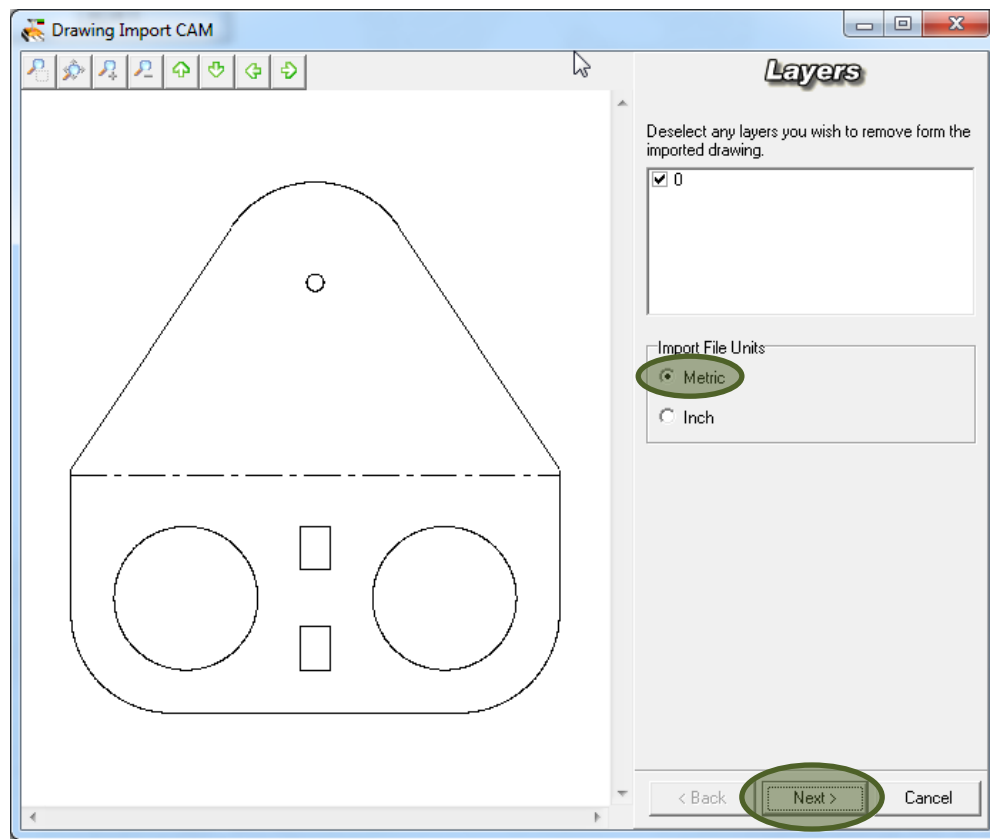 Drawing Import CAM
Layers
Deselect any layers you wish to remove form the
imported drawing.
0
Import File Units
Metric
Inch
< Back
Next >
Cancel